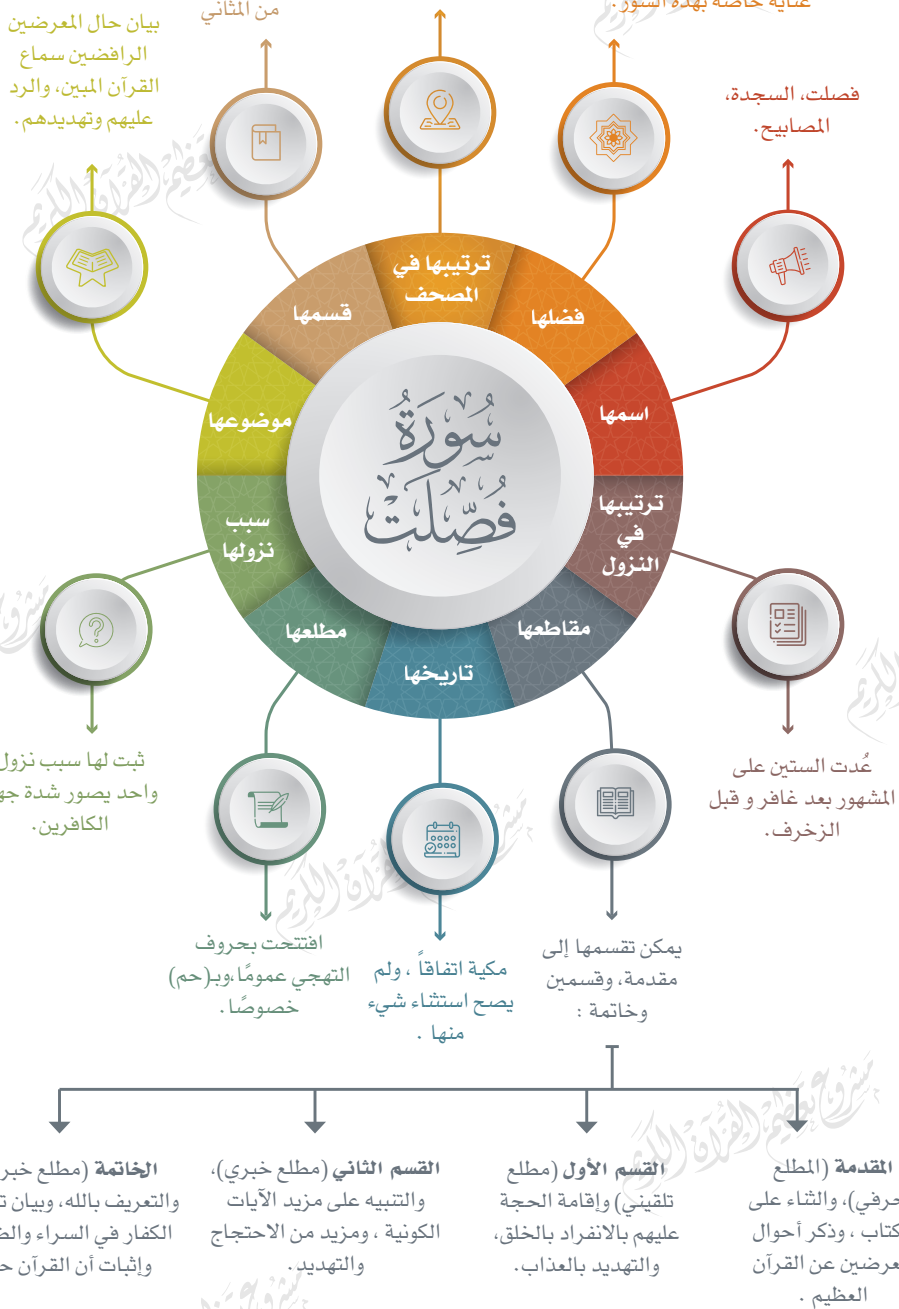 عناية خاصة بهذه السور.
من المثاني
بيان حال المعرضين
الرافضين سماع
القرآن المبين، والرد
عليهم وتهديدهم.
فصلت، السجدة،
المصابيح.
ترتيبها في
المصحف
فضلها
قسمها
اسمها
موضوعها
سُورَةُ
فُصِّلَتْ
ترتيبها
في
النزول
سبب
نزولها
مقاطعها
مطلعها
تاريخها
عُدت الستين على
المشهور بعد غافر و قبل
الزخرف.
ثبت لها سبب نزول
واحد يصور شدة
الكافرين.
يمكن تقسمها إلى
مقدمة، وقسمين
وخاتمة :
مكية اتفاقاً ، ولم
يصح استثناء شيء
منها .
افتتحت بحروف
التهجي عمومًا،وبـ(حم)
خصوصًا.
المقدمة (المطلع
حرفي)، والثناء على
كتاب ، وذكر أحوال
عرضين عن القرآن
العظيم .
القسم الأول (مطلع
تلقيني) وإقامة الحجة
عليهم بالانفراد بالخلق،
والتهديد بالعذاب.
القسم الثاني (مطلع خبري)،
والتنبيه على مزيد الآيات
الكونية ، ومزيد من الاحتجاج
والتهديد.
الخاتمة (مطلع
والتعريف بالله، وبيان
الكفار في السراء
وإثبات أن القرآن
مشروع تعظيم القرآن الكريم